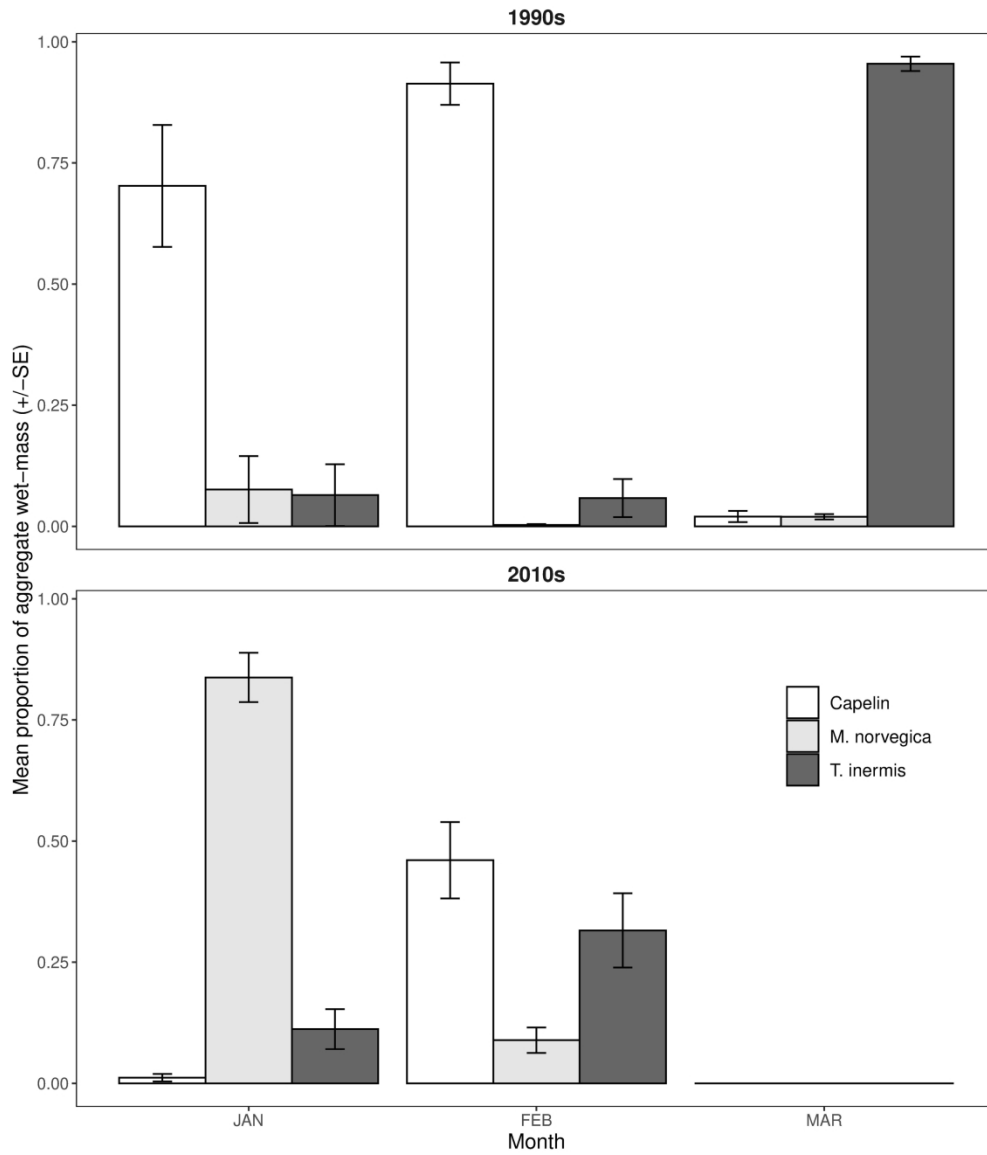 1990s
1.00
0.75
0.50
0.25
0.00
Mean proportion of aggregate wet−mass (+/−SE)
2010s
1.00
0.75
0.50
0.25
0.00
Capelin
M. norvegica
T. inermis
JAN
FEB
MAR
Month